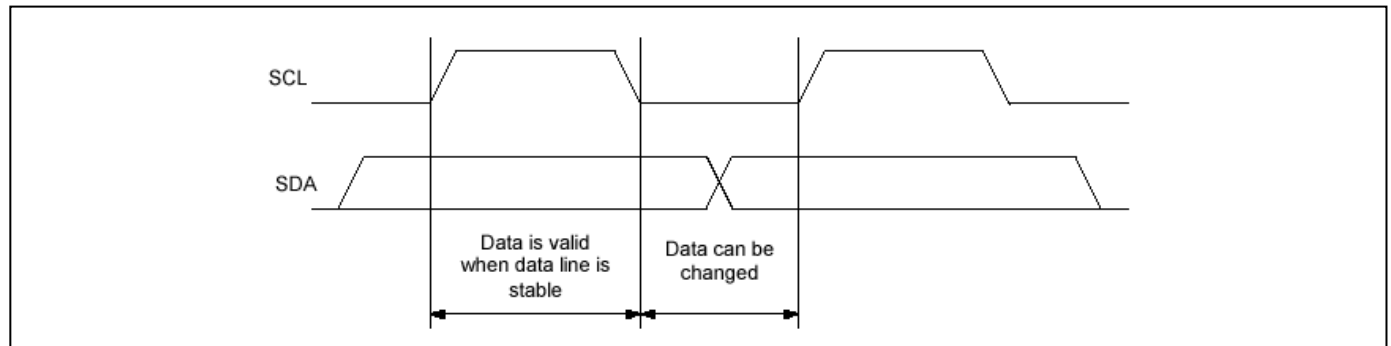 SCL
SDA
Data is valid
when data line is
stable
Data can be
changed